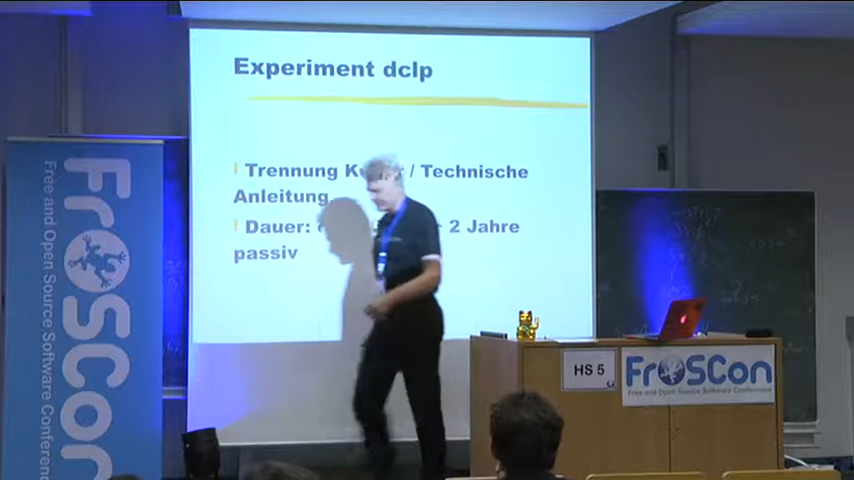 Experiment dclp
Trennung / Technische
Anleitung
Dauer: 2 Jahre
passiv
FrOSCon
Free and Open Source Software Conference
HS 5
FrOSCon
Free and Open Source Software Conference